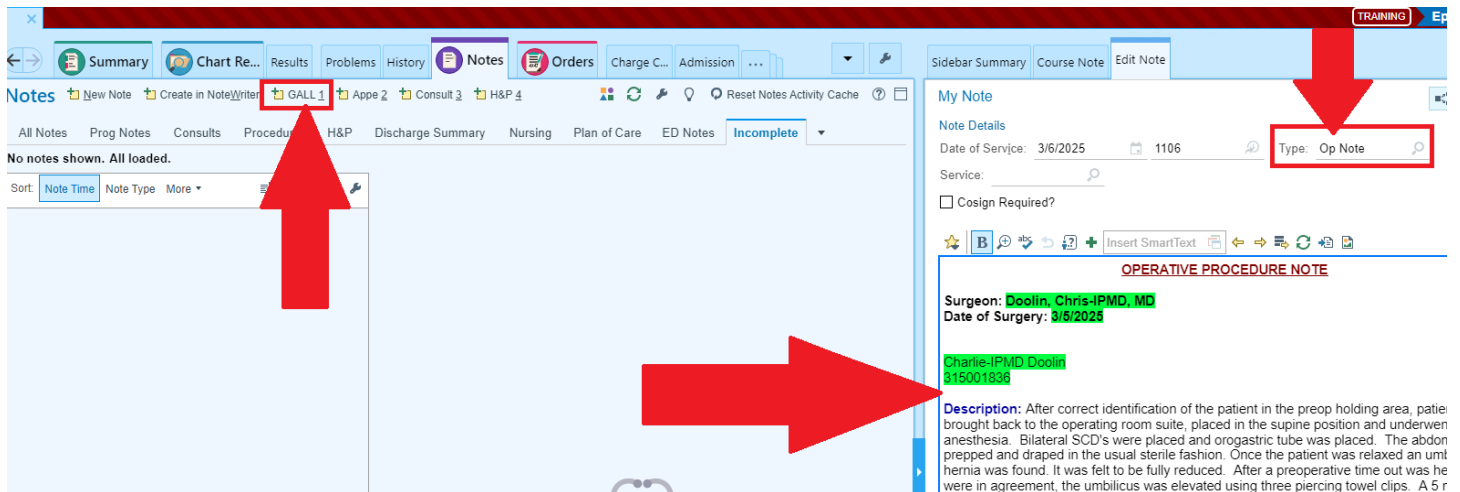 TRAINING Ep
Summary Chart Re... Results Problems History Notes Orders Charge C... Admission ... Sidebar Summary Course Note Edit Note
Notes New Note Create in NoteWriter GALL 1 Appe 2 Consult 3 H&P 4 Reset Notes Activity Cache
All Notes Prog Notes Consults Procedu H&P Discharge Summary Nursing Plan of Care ED Notes Incomplete
No notes shown. All loaded.
Sort: Note Time Note Type More
My Note
Note Details
Date of Service: 3/6/2025 1106 Type: Op Note
Service:
Cosign Required?
B abc Insert SmartText
OPERATIVE PROCEDURE NOTE
Surgeon: Doolin, Chris-IPMD, MD
Date of Surgery: 3/5/2025
Charlie-IPMD Doolin
315001836
Description: After correct identification of the patient in the preop holding area, patie
brought back to the operating room suite, placed in the supine position and underwen
anesthesia. Bilateral SCD's were placed and orogastric tube was placed. The abdon
prepped and draped in the usual sterile fashion. Once the patient was relaxed an umb
hernia was found. It was felt to be fully reduced. After a preoperative time out was he
were in agreement, the umbilicus was elevated using three piercing towel clips. A 5